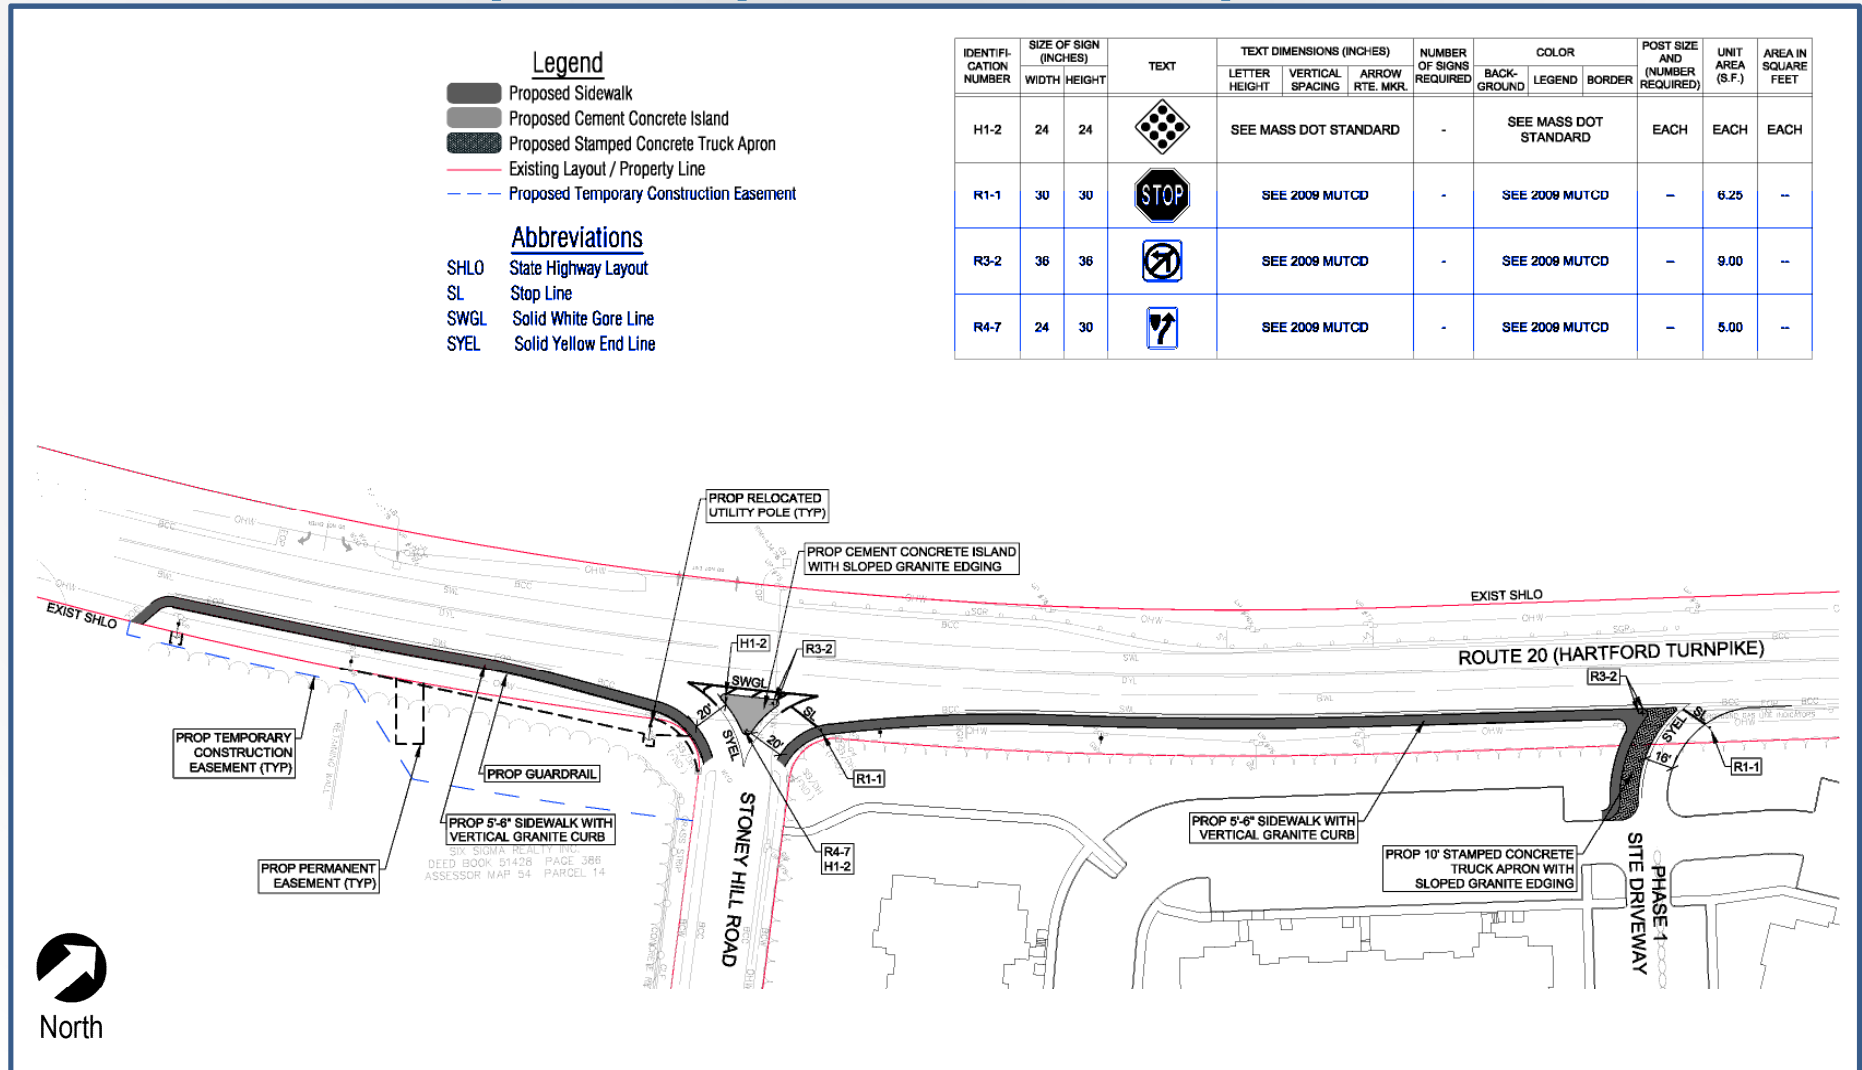 Legend
Proposed Sidewalk
Proposed Cement Concrete Island
Proposed Stamped Concrete Truck Apron
Existing Layout / Property Line
Proposed Temporary Construction Easement
Abbreviations
SHLO State Highway Layout
SL Stop Line
SWGL Solid White Gore Line
SYEL Solid Yellow End Line
IDENTIFI-
CATION
NUMBER
SIZE OF SIGN
(INCHES)
WIDTH HEIGHT
TEXT
TEXT DIMENSIONS (INCHES)
LETTER
HEIGHT
VERTICAL
SPACING
ARROW
RTE. MKR.
NUMBER
OF SIGNS
REQUIRED
COLOR
BACK-
GROUND
LEGEND
BORDER
POST SIZE
AND
(NUMBER
REQUIRED)
UNIT
AREA
(S.F.)
AREA IN
SQUARE
FEET
H1-2 24 24 SEE MASS DOT STANDARD - SEE MASS DOT
STANDARD
EACH EACH EACH
R1-1 30 30 STOP SEE 2009 MUTCD - SEE 2009 MUTCD -- 6.25 --
R3-2 36 36 SEE 2009 MUTCD - SEE 2009 MUTCD -- 9.00 --
R4-7 24 30 SEE 2009 MUTCD - SEE 2009 MUTCD -- 5.00 --
PROP RELOCATED
UTILITY POLE (TYP)
PROP CEMENT CONCRETE ISLAND
WITH SLOPED GRANITE EDGING
EXIST SHLO
EXIST SHLO
ROUTE 20 (HARTFORD TURNPIKE)
H1-2
R3-2
R3-2
SWGL
20'
SL
SYEL
20'
SYEL
SL
16'
R1-1
R1-1
PROP TEMPORARY
CONSTRUCTION
EASEMENT (TYP)
PROP GUARDRAIL
PROP 5'-6" SIDEWALK WITH
VERTICAL GRANITE CURB
PROP 5'-6" SIDEWALK WITH
VERTICAL GRANITE CURB
SIX SIGMA REALTY INC.
DEED BOOK 51428 PAGE 386
ASSESSOR MAP 54 PARCEL 14
PROP PERMANENT
EASEMENT (TYP)
R4-7
H1-2
PROP 10' STAMPED CONCRETE
TRUCK APRON WITH
SLOPED GRANITE EDGING
STONEY HILL ROAD
PHASE 1
SITE DRIVEWAY
RETAINING WALL
OHW
BCC
SWL
DYL
BWL
SGR
North